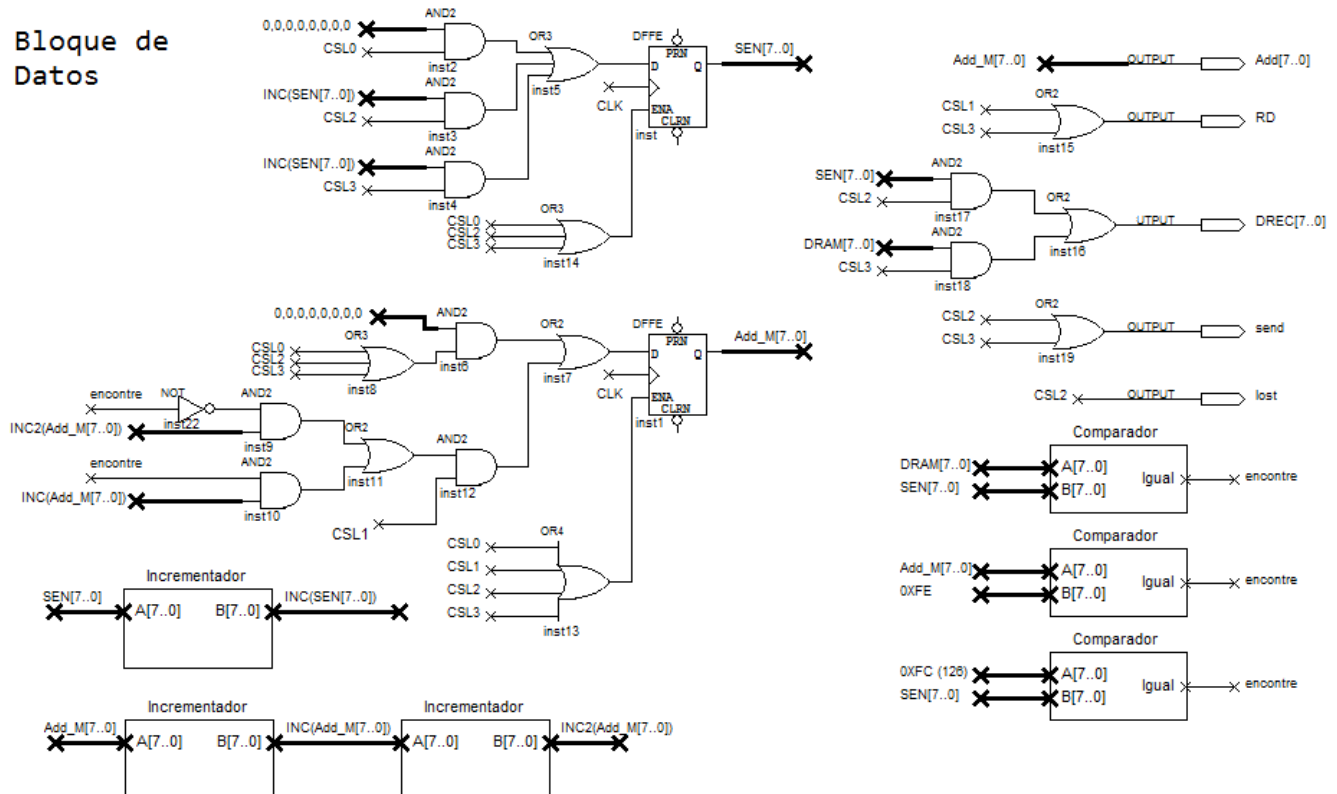 Bloque de
Datos
0,0,0,0,0,0,0,0
CSL0
AND2
inst2
INC(SEN[7..0])
CSL2
AND2
inst3
INC(SEN[7..0])
CSL3
AND2
inst4
OR3
inst5
CSL0
CSL2
CSL3
OR3
inst14
DFFE
PRN
D
Q
CLK
ENA
CLRN
inst
SEN[7..0]
0,0,0,0,0,0,0,0
AND2
inst6
CSL0
CSL2
CSL3
OR3
inst8
encontre
NOT
inst22
INC2(Add_M[7..0])
AND2
inst9
encontre
INC(Add_M[7..0])
AND2
inst10
OR2
inst11
CSL1
AND2
inst12
OR2
inst7
CSL0
CSL1
CSL2
CSL3
OR4
inst13
DFFE
PRN
D
Q
CLK
ENA
CLRN
inst1
Add_M[7..0]
Incrementador
SEN[7..0]
A[7..0]
B[7..0]
INC(SEN[7..0])
Incrementador
Add_M[7..0]
A[7..0]
B[7..0]
INC(Add_M[7..0])
Incrementador
A[7..0]
B[7..0]
INC2(Add_M[7..0])
Add_M[7..0]
OUTPUT
Add[7..0]
CSL1
CSL3
OR2
inst15
OUTPUT
RD
SEN[7..0]
CSL2
AND2
inst17
DRAM[7..0]
CSL3
AND2
inst18
OR2
inst16
UTPUT
DREC[7..0]
CSL2
CSL3
OR2
inst19
OUTPUT
send
CSL2
OUTPUT
lost
Comparador
DRAM[7..0]
SEN[7..0]
A[7..0]
B[7..0]
Igual
encontre
Comparador
Add_M[7..0]
0XFE
A[7..0]
B[7..0]
Igual
encontre
Comparador
0XFC (126)
SEN[7..0]
A[7..0]
B[7..0]
Igual
encontre